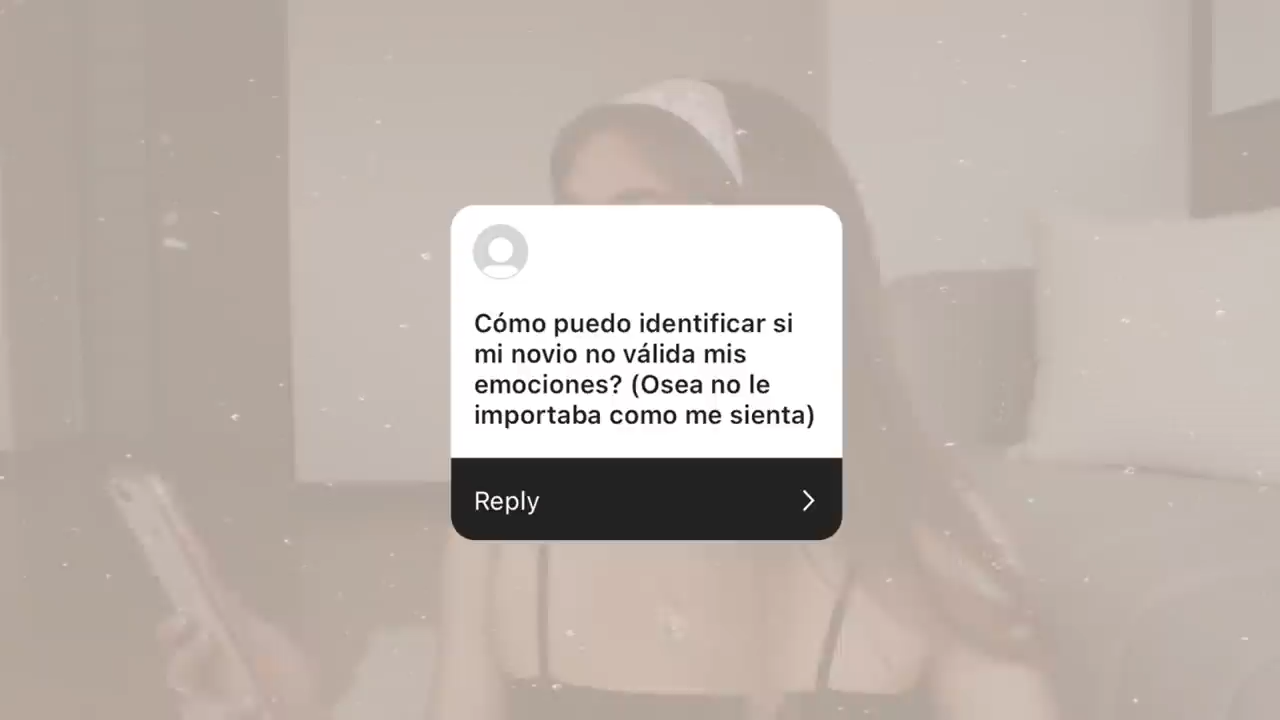 Cómo puedo identificar si
mi novio no válida mis
emociones? (Osea no le
importaba como me sienta)
Reply